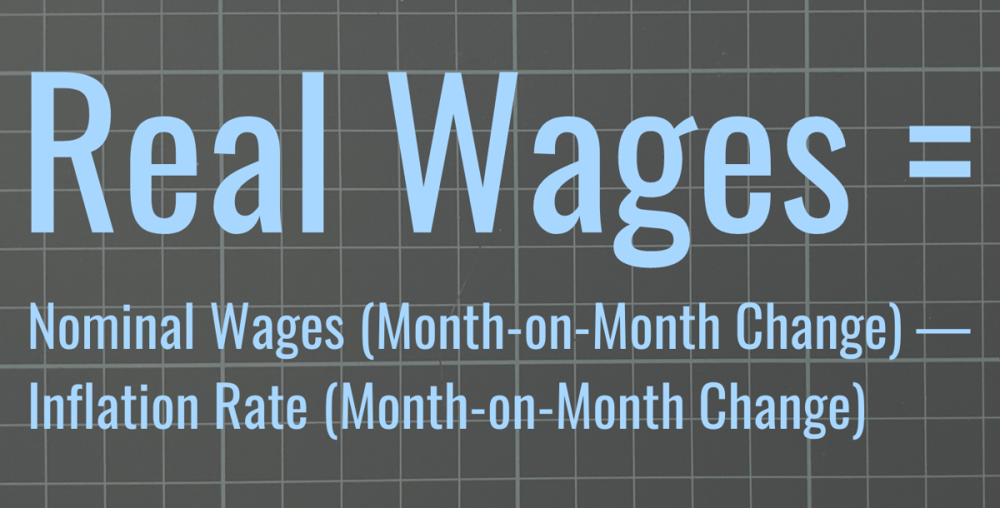 Real Wages =
Nominal Wages (Month-on-Month Change) —
Inflation Rate (Month-on-Month Change)